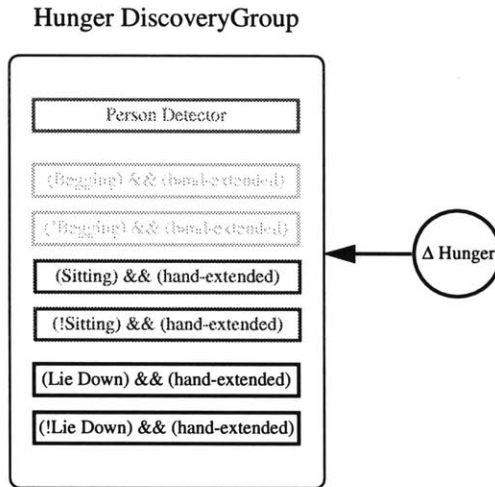 Hunger DiscoveryGroup
Person Detector
(Begging) && (hand-extended)
(!Begging) && (hand-extended)
(Sitting) && (hand-extended)
(!Sitting) && (hand-extended)
(Lie Down) && (hand-extended)
(!Lie Down) && (hand-extended)
Δ Hunger